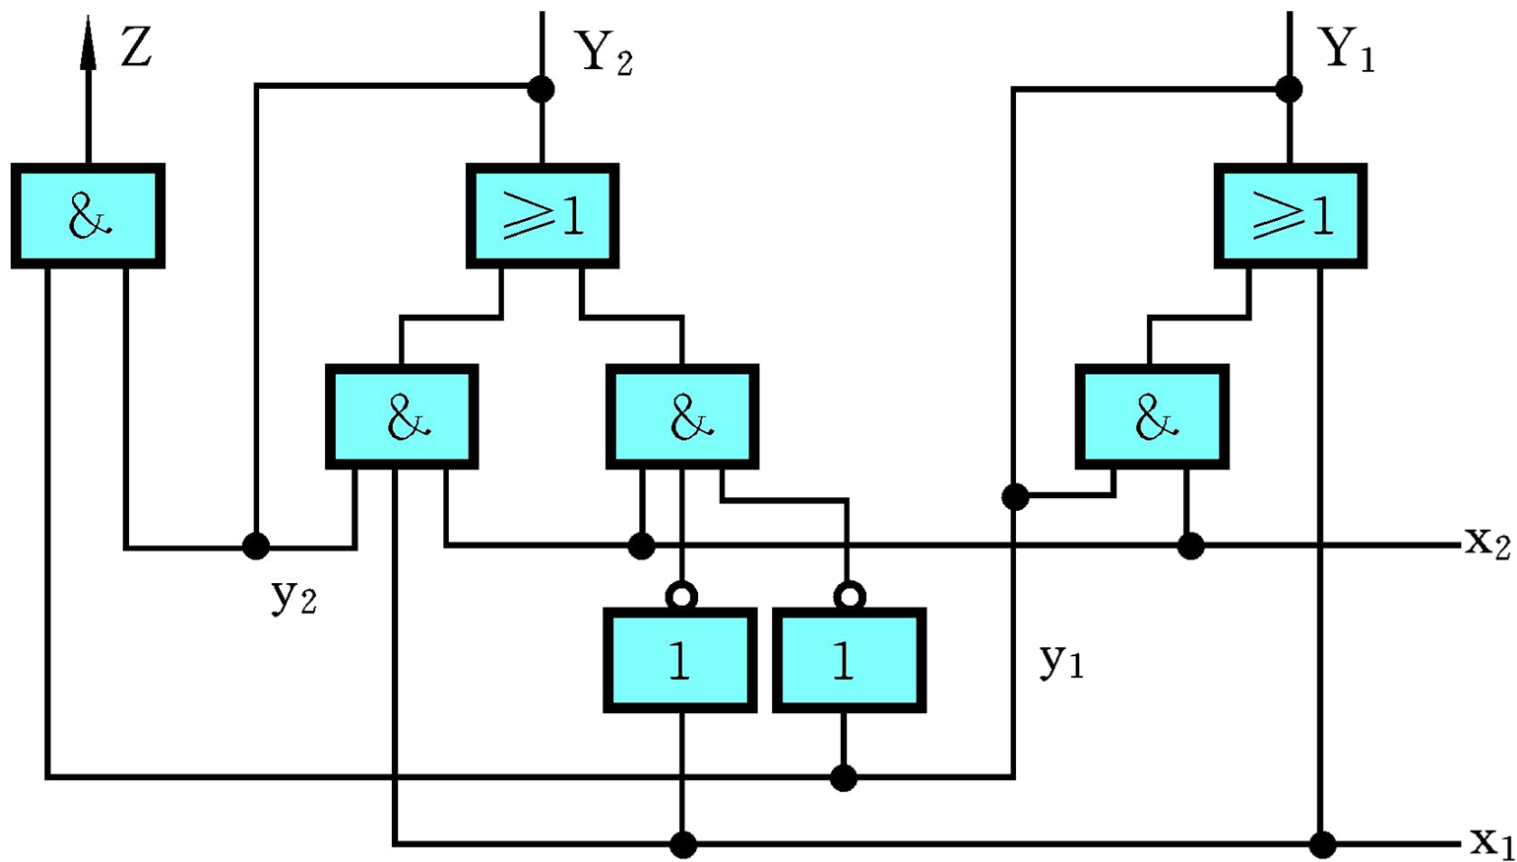 Z Y₂ Y₁
& ≥1 ≥1
& & &
x₂
y₂
1 1 y₁
x₁